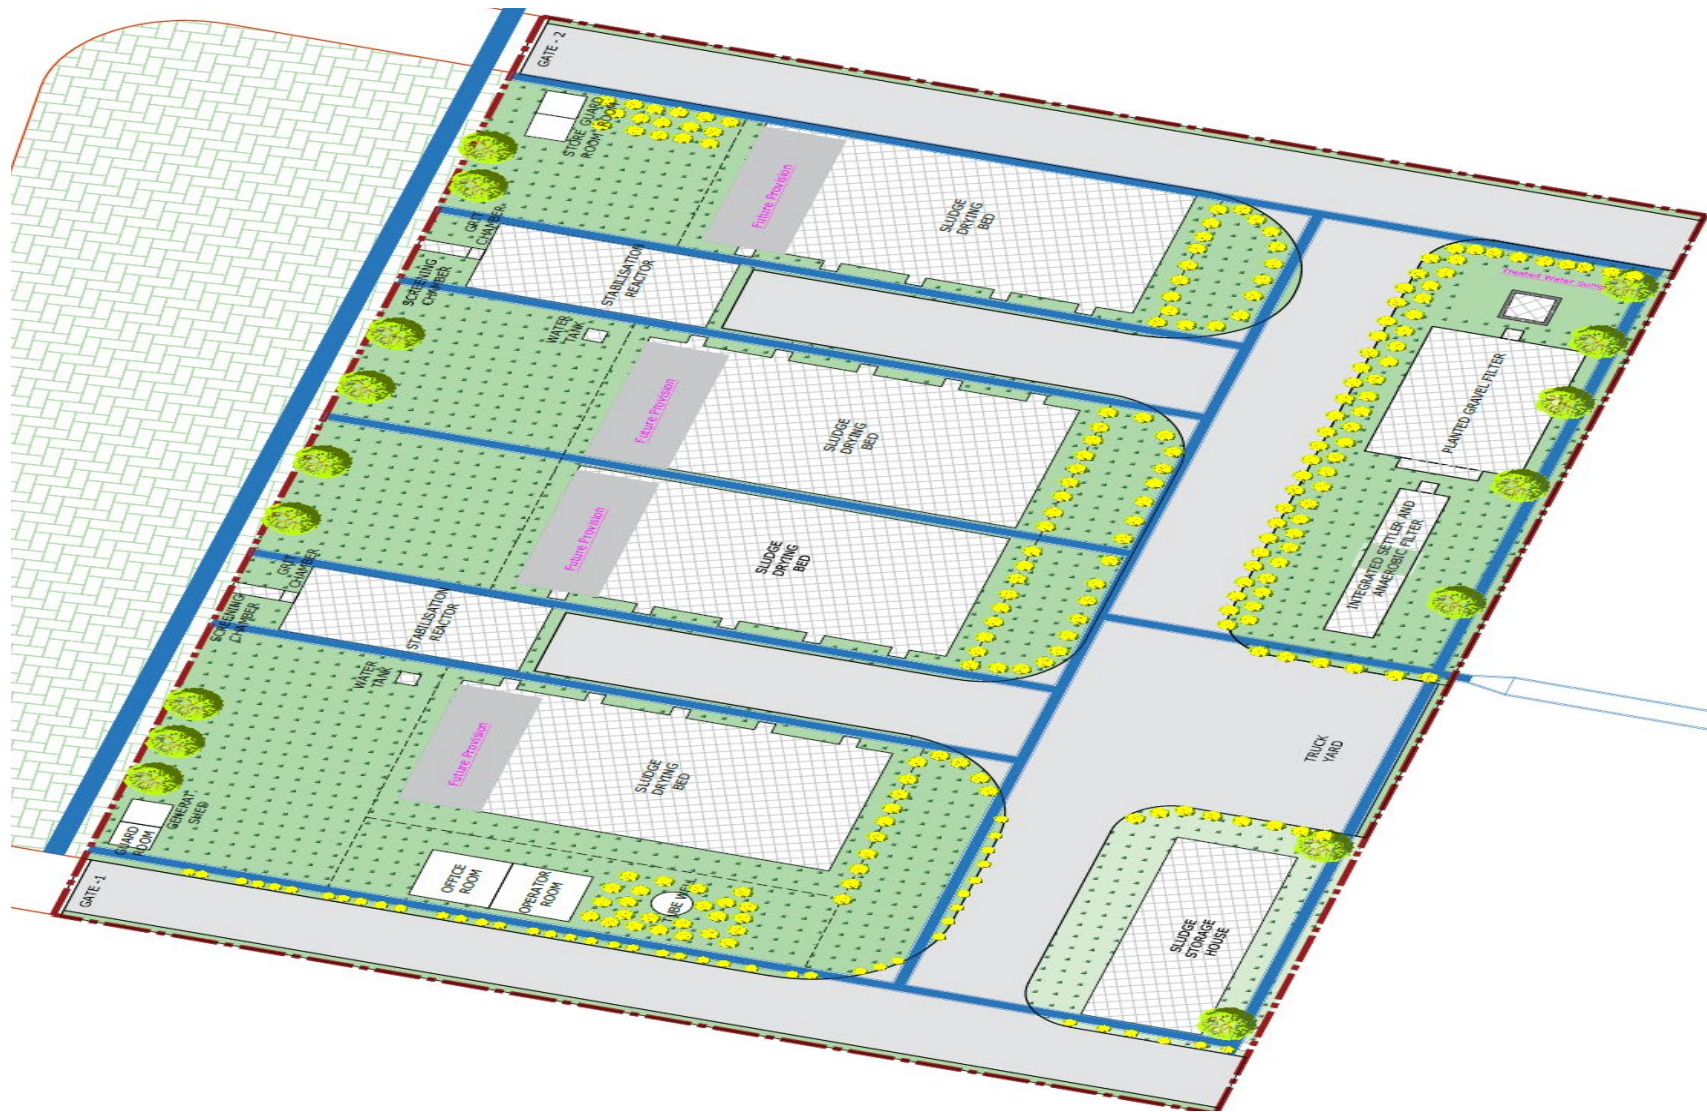 GATE - 2
STORE
ROOM
GUARD
ROOM
Future Provision
SLUDGE
DRYING
BED
GRIT
CHAMBER
SCREENING
CHAMBER
STABILISATION
REACTOR
Treated Water Sump
WATER
TANK
Future Provision
SLUDGE
DRYING
BED
PLANTED GRAVEL FILTER
Future Provision
SLUDGE
DRYING
BED
INTEGRATED SETTLER AND
ANAEROBIC FILTER
GRIT
CHAMBER
SCREENING
CHAMBER
STABILISATION
REACTOR
WATER
TANK
Future Provision
SLUDGE
DRYING
BED
TRUCK
YARD
GENERAT.
SHED
GUARD
ROOM
GATE -1
OFFICE
ROOM
OPERATOR
ROOM
TUBE WELL
SLUDGE
STORAGE
HOUSE